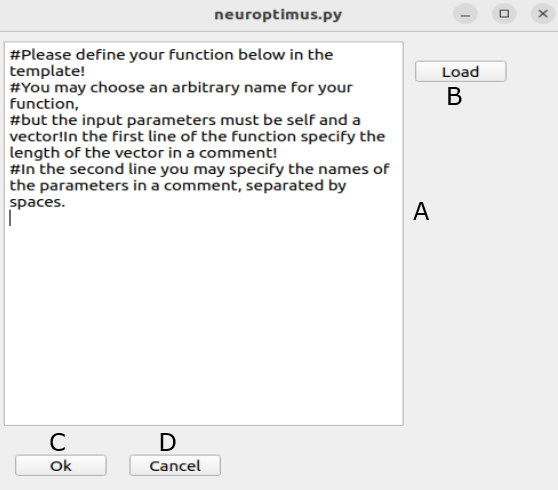 neuroptimus.py
#Please define your function below in the
template!
#You may choose an arbitrary name for your
function,
#but the input parameters must be self and a
vector!In the first line of the function specify the
length of the vector in a comment!
#In the second line you may specify the names of
the parameters in a comment, separated by
spaces.
Load
B
A
C
D
Ok
Cancel